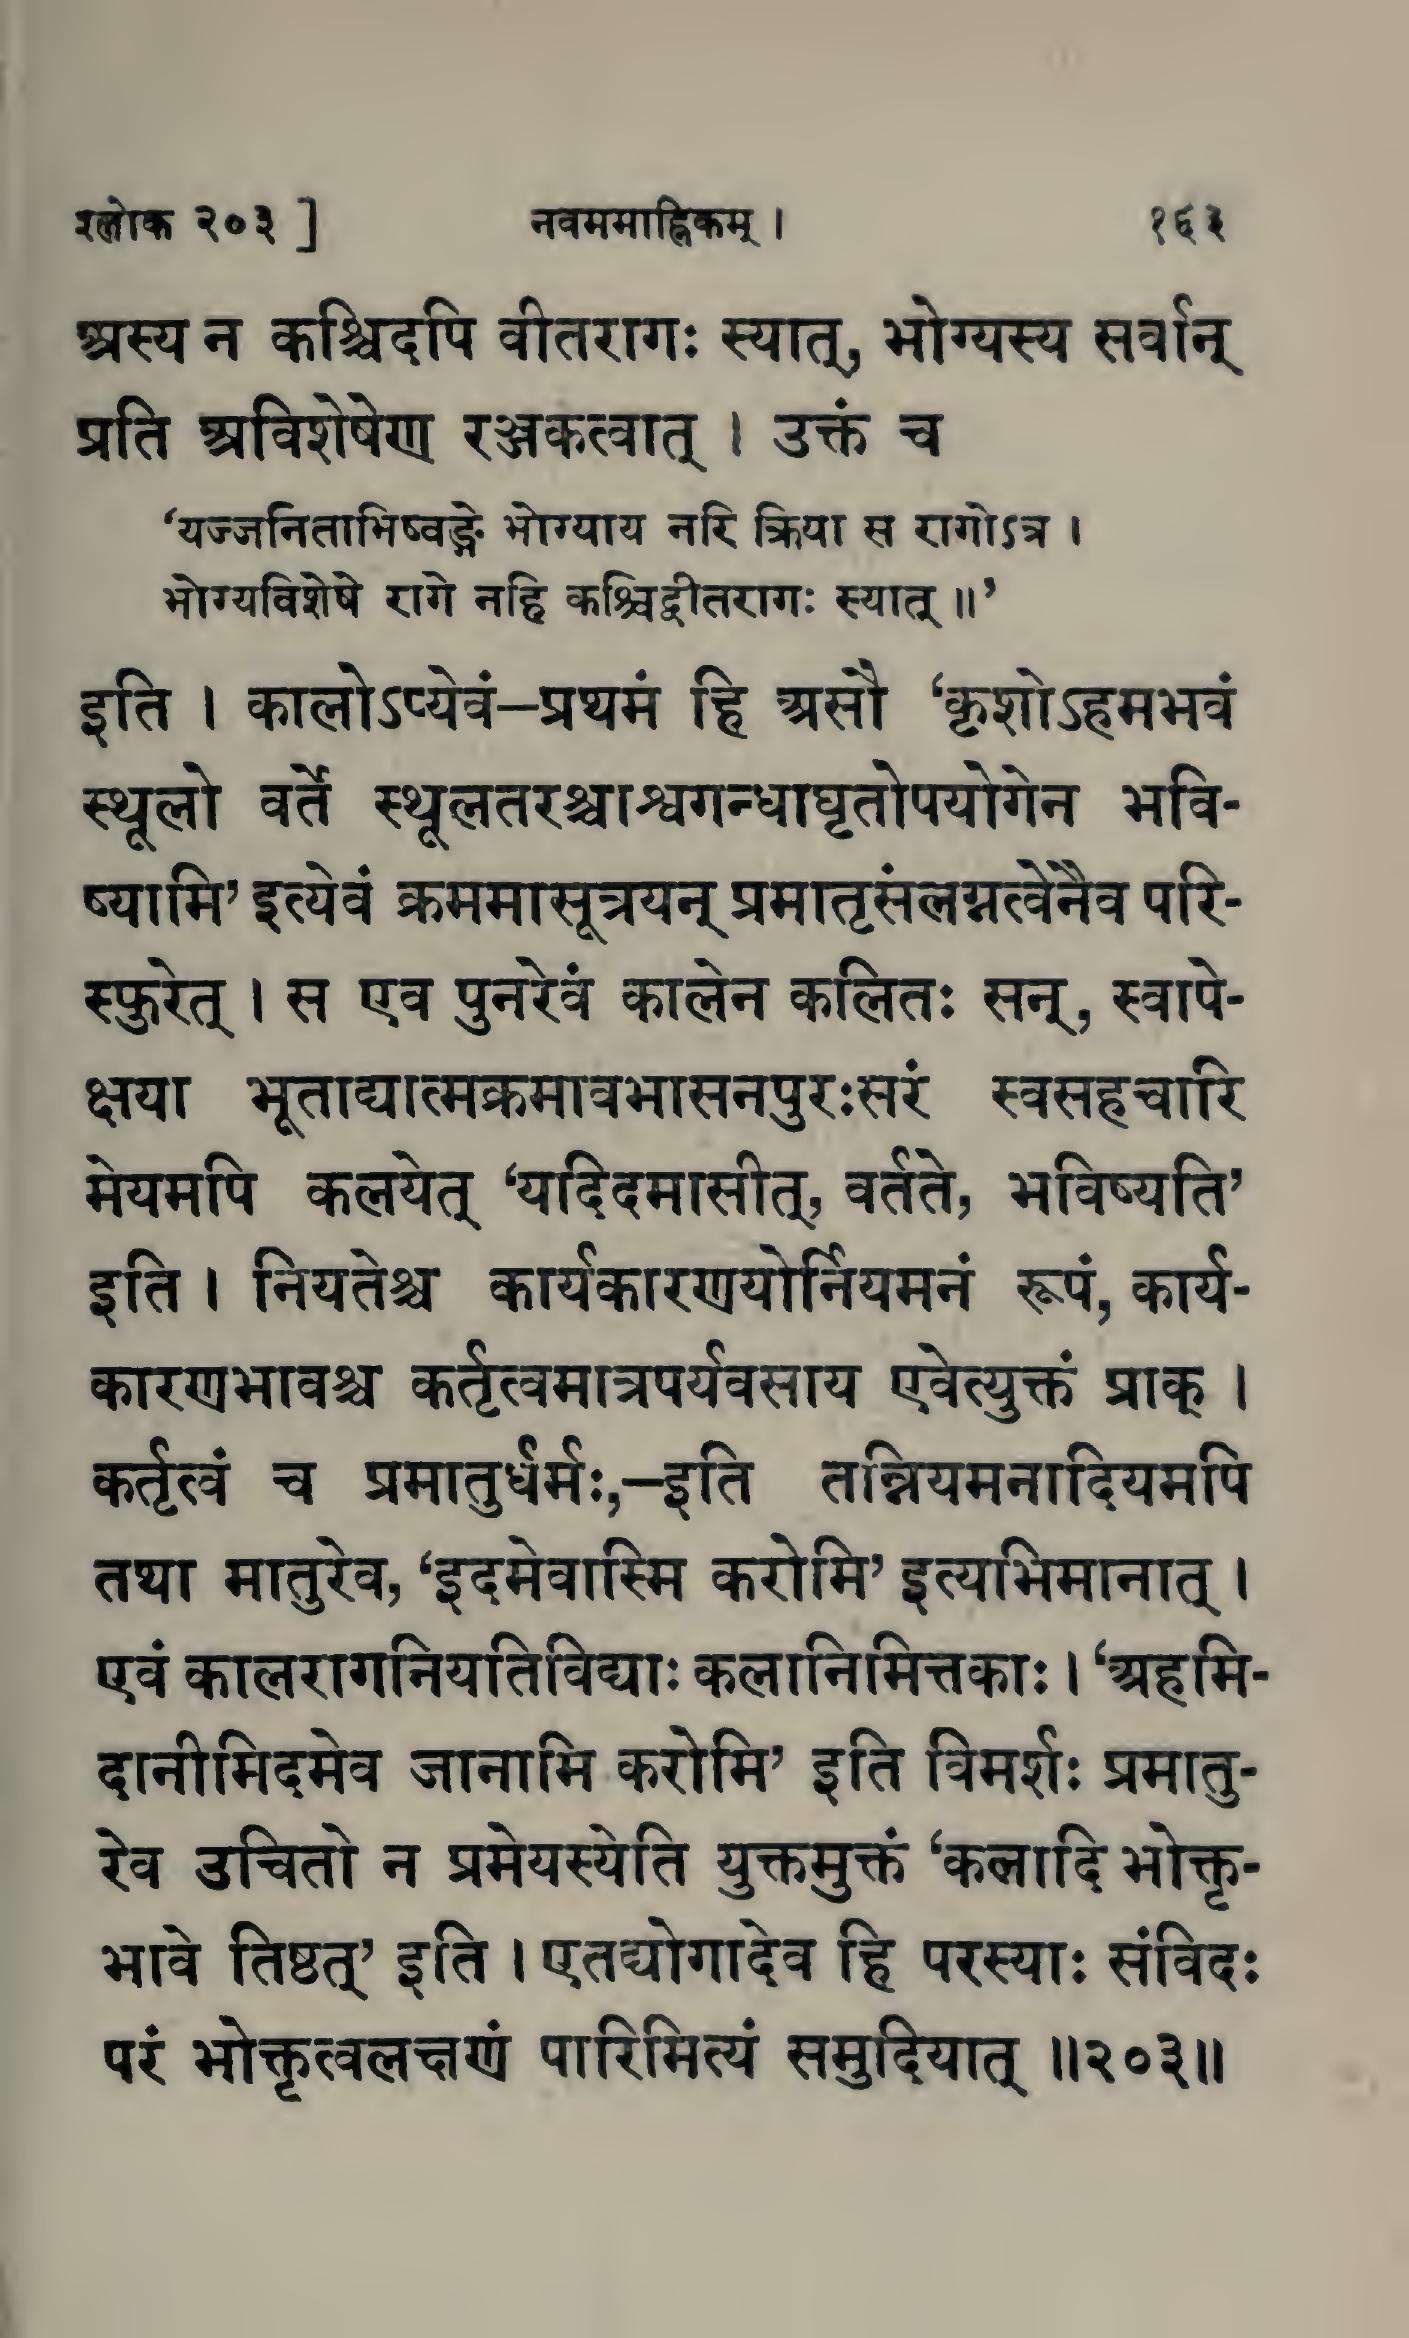 श्लोक २०३ ] नवममाह्निकम् । १६३
अस्य न कश्चिदपि वीतरागः स्यात्, भोग्यस्य सर्वान्
प्रति अविशेषेण रञ्जकत्वात् । उक्तं च
‘यज्जनिताभिष्वङ्गे भोग्याय नरि क्रिया स रागोऽत्र ।
भोग्यविशेषे रागे नहि कश्चिद्वीतरागः स्यात् ॥’
इति । कालोऽप्येवं—प्रथमं हि असौ ‘कृशोऽहमभवं
स्थूलो वर्ते स्थूलतरश्चाश्वगन्धाघृतोपयोगेन भवि-
ष्यामि’ इत्येवं क्रममासूत्रयन् प्रमातृसंलग्नत्वेनैव परि-
स्फुरेत् । स एव पुनरेवं कालेन कलितः सन्, स्वापे-
क्षया भूताद्यात्मक्रमावभासनपुरःसरं स्वसहचारि
मेयमपि कलयेत् ‘यदिदमासीत्, वर्तते, भविष्यति’
इति । नियतेश्च कार्यकारणयोर्नियमनं रूपं, कार्य-
कारणभावश्च कर्तृत्वमात्रपर्यवसाय एवेत्युक्तं प्राक् ।
कर्तृत्वं च प्रमातुर्धर्मः,—इति तन्नियमनादियमपि
तथा मातुरेव, ‘इदमेवास्मि करोमि’ इत्यभिमानात् ।
एवं कालरागनियतिविद्याः कलानिमित्तकाः । ‘अहमि-
दानीमिदमेव जानामि करोमि’ इति विमर्शः प्रमातु-
रेव उचितो न प्रमेयस्येति युक्तमुक्तं ‘कलादि भोक्तृ-
भावे तिष्ठत्’ इति । एतद्योगादेव हि परस्याः संविदः
परं भोक्तृत्वलक्षणं पारिमित्यं समुदियात् ॥२०३॥